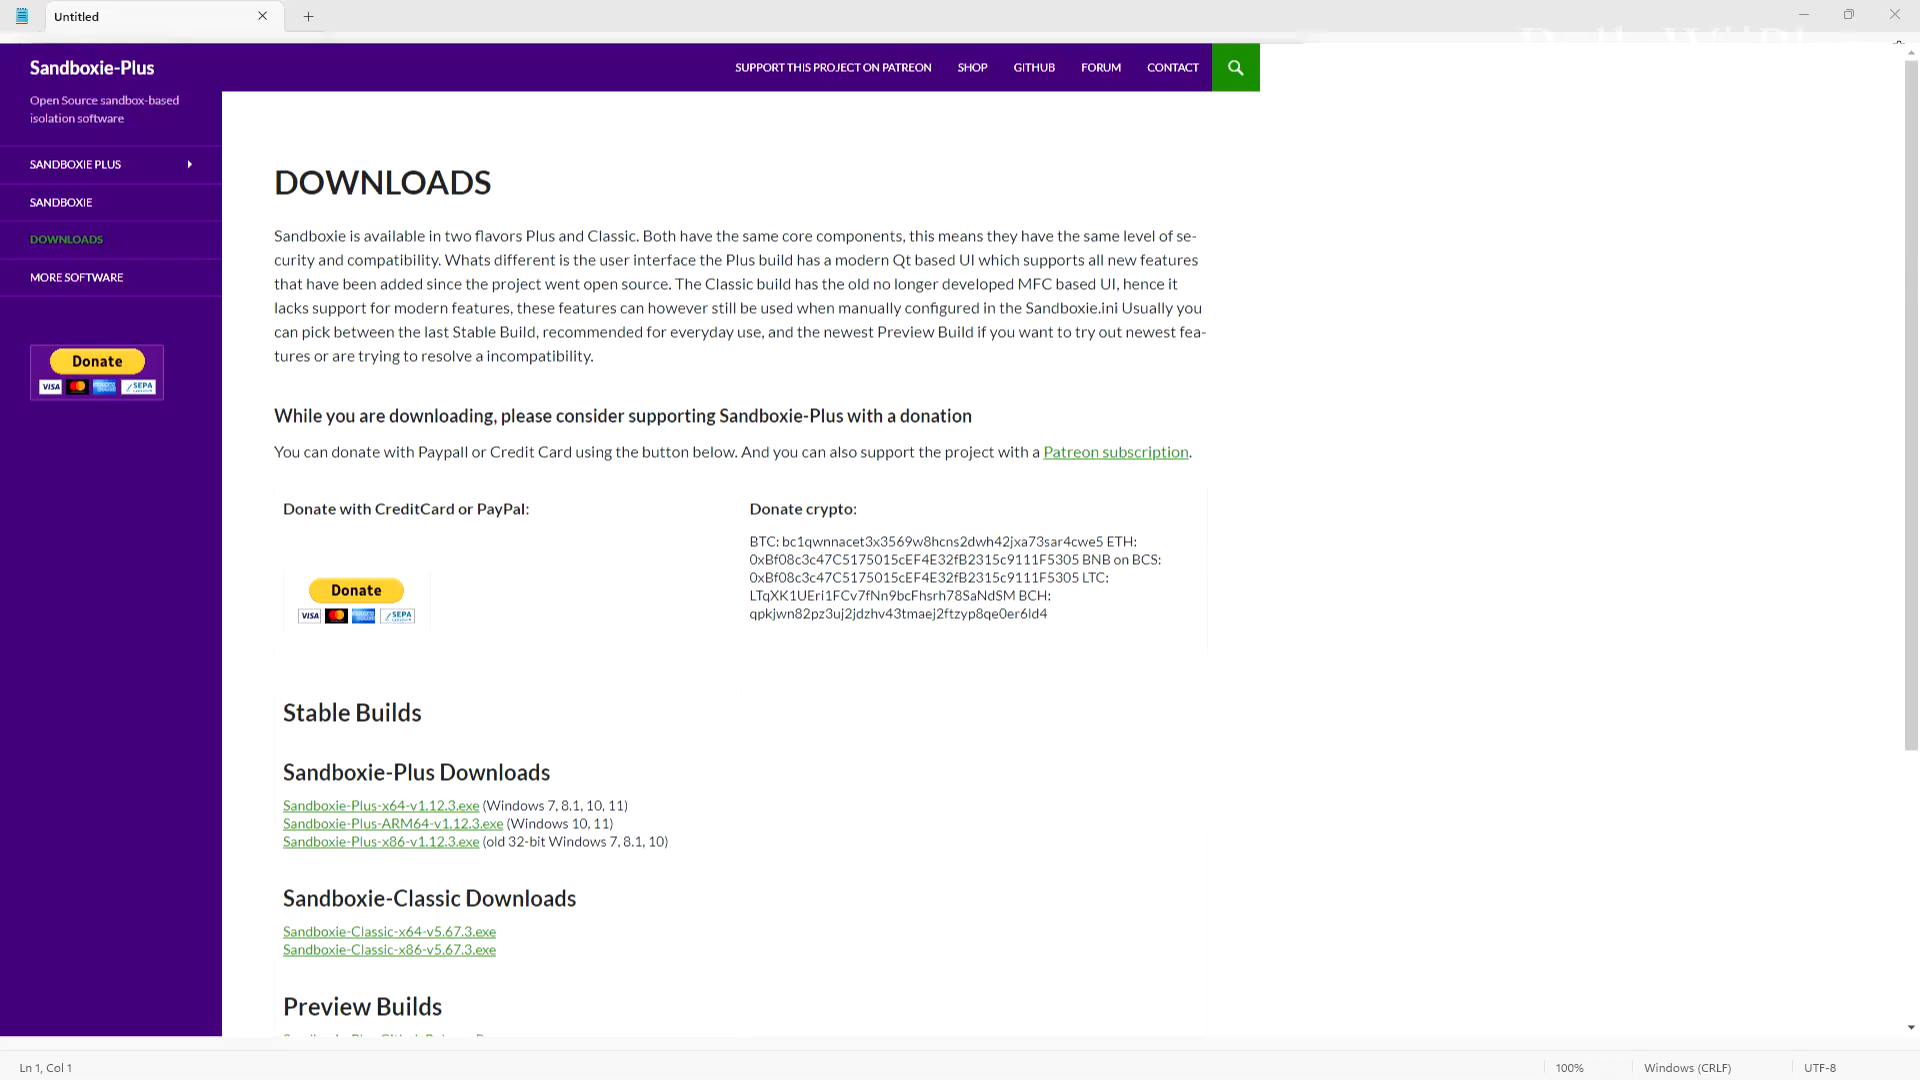 Untitled
Sandboxie-Plus
SUPPORT THIS PROJECT ON PATREON SHOP GITHUB FORUM CONTACT
Open Source sandbox-based
isolation software
SANDBOXIE PLUS
SANDBOXIE
DOWNLOADS
MORE SOFTWARE
Donate
VISA
SEPA
DOWNLOADS
Sandboxie is available in two flavors Plus and Classic. Both have the same core components, this means they have the same level of se-
curity and compatibility. Whats different is the user interface the Plus build has a modern Qt based UI which supports all new features
that have been added since the project went open source. The Classic build has the old no longer developed MFC based UI, hence it
lacks support for modern features, these features can however still be used when manually configured in the Sandboxie.ini Usually you
can pick between the last Stable Build, recommended for everyday use, and the newest Preview Build if you want to try out newest fea-
tures or are trying to resolve a incompatibility.
While you are downloading, please consider supporting Sandboxie-Plus with a donation
You can donate with Paypall or Credit Card using the button below. And you can also support the project with a Patreon subscription.
Donate with CreditCard or PayPal:
Donate
VISA
SEPA
Donate crypto:
BTC: bc1qwnnacet3x3569w8hcns2dwh42jxa73sar4cwe5 ETH:
0xBf08c3c47C5175015cEF4E32fB2315c9111F5305 BNB on BCS:
0xBf08c3c47C5175015cEF4E32fB2315c9111F5305 LTC:
LTqXK1UEri1FCv7fNn9bcFhsrh78SaNdSM BCH:
qpkjwn82pz3uj2jdzhv43tmaej2ftzyp8qe0er6ld4
Stable Builds
Sandboxie-Plus Downloads
Sandboxie-Plus-x64-v1.12.3.exe (Windows 7, 8.1, 10, 11)
Sandboxie-Plus-ARM64-v1.12.3.exe (Windows 10, 11)
Sandboxie-Plus-x86-v1.12.3.exe (old 32-bit Windows 7, 8.1, 10)
Sandboxie-Classic Downloads
Sandboxie-Classic-x64-v5.67.3.exe
Sandboxie-Classic-x86-v5.67.3.exe
Preview Builds
Ln 1, Col 1 100% Windows (CRLF) UTF-8